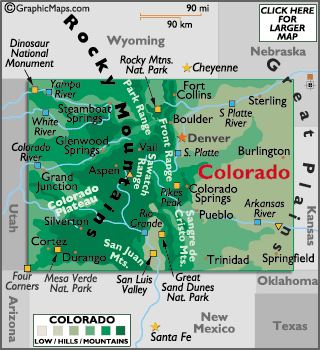 ©GraphicMaps.com
90 mi
90 km
CLICK HERE
FOR
LARGER
MAP
Dinosaur
National
Monument
Rocky Mountains
Wyoming
Nebraska
Rocky Mtns.
Nat. Park
Cheyenne
Great Plains
Yampa
River
Park Range
Fort
Collins
Sterling
Steamboat
Springs
White
River
Boulder
S Platte
River
Glenwood
Springs
Vail
Front Range
Denver
S. Platte
Colorado
River
Burlington
Aspen
Sawatch
Range
Colorado
Grand
Junction
Pikes
Peak
Colorado
Springs
Colorado
Plateau
Arkansas
River
Pueblo
Utah
Kansas
Silverton
Rio
Grande
Sangre de
Cristo Mts.
Cortez
San Juan
Mts.
Durango
Trinidad
Springfield
Four
Corners
Mesa Verde
Nat. Park
San Luis
Valley
Great
Sand Dunes
Nat. Park
Oklahoma
COLORADO
LOW / HILLS / MOUNTAINS
Arizona
New
Mexico
Texas
Santa Fe